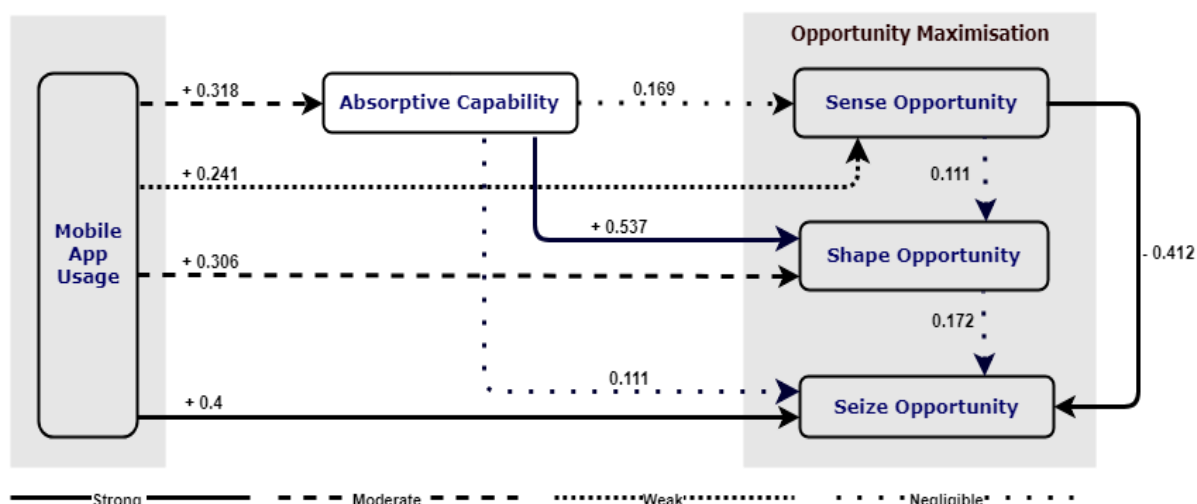 Opportunity Maximisation
+ 0.318
Absorptive Capability
0.169
Sense Opportunity
+ 0.241
0.111
Mobile
App
Usage
+ 0.537
Shape Opportunity
- 0.412
+ 0.306
0.172
0.111
+ 0.4
Seize Opportunity
Strong
Moderate
Weak
Negligible